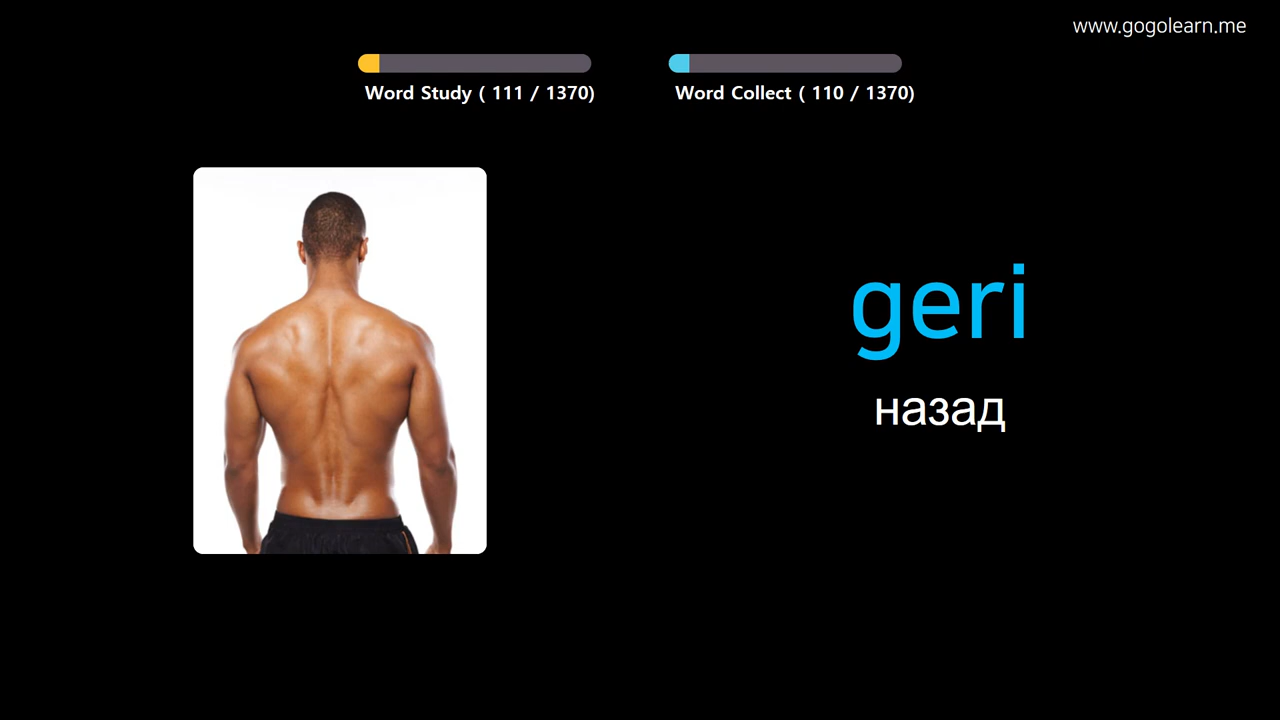 www.gogolearn.me
Word Study ( 111 / 1370)
Word Collect ( 110 / 1370)
geri
назад